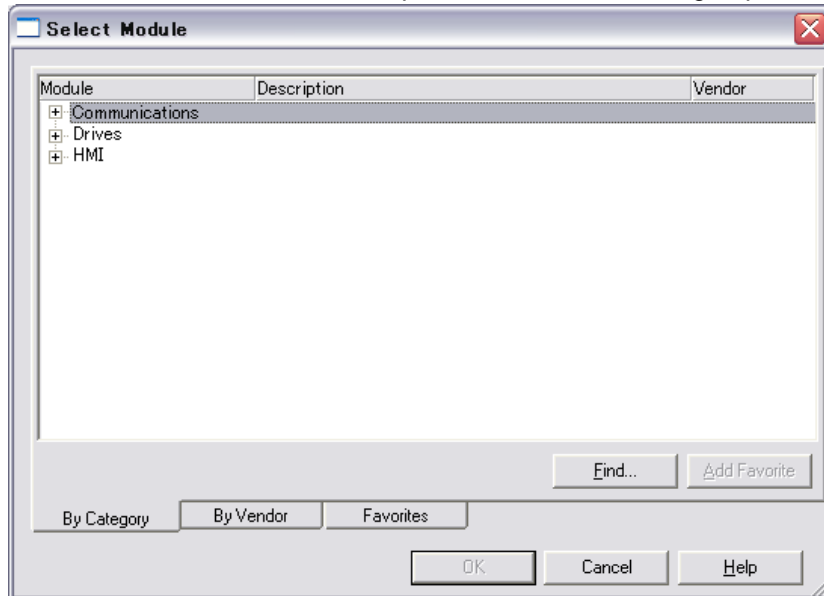 Select Module
Module Description Vendor
Communications
Drives
HMI
Find... Add Favorite
By Category By Vendor Favorites
OK Cancel Help